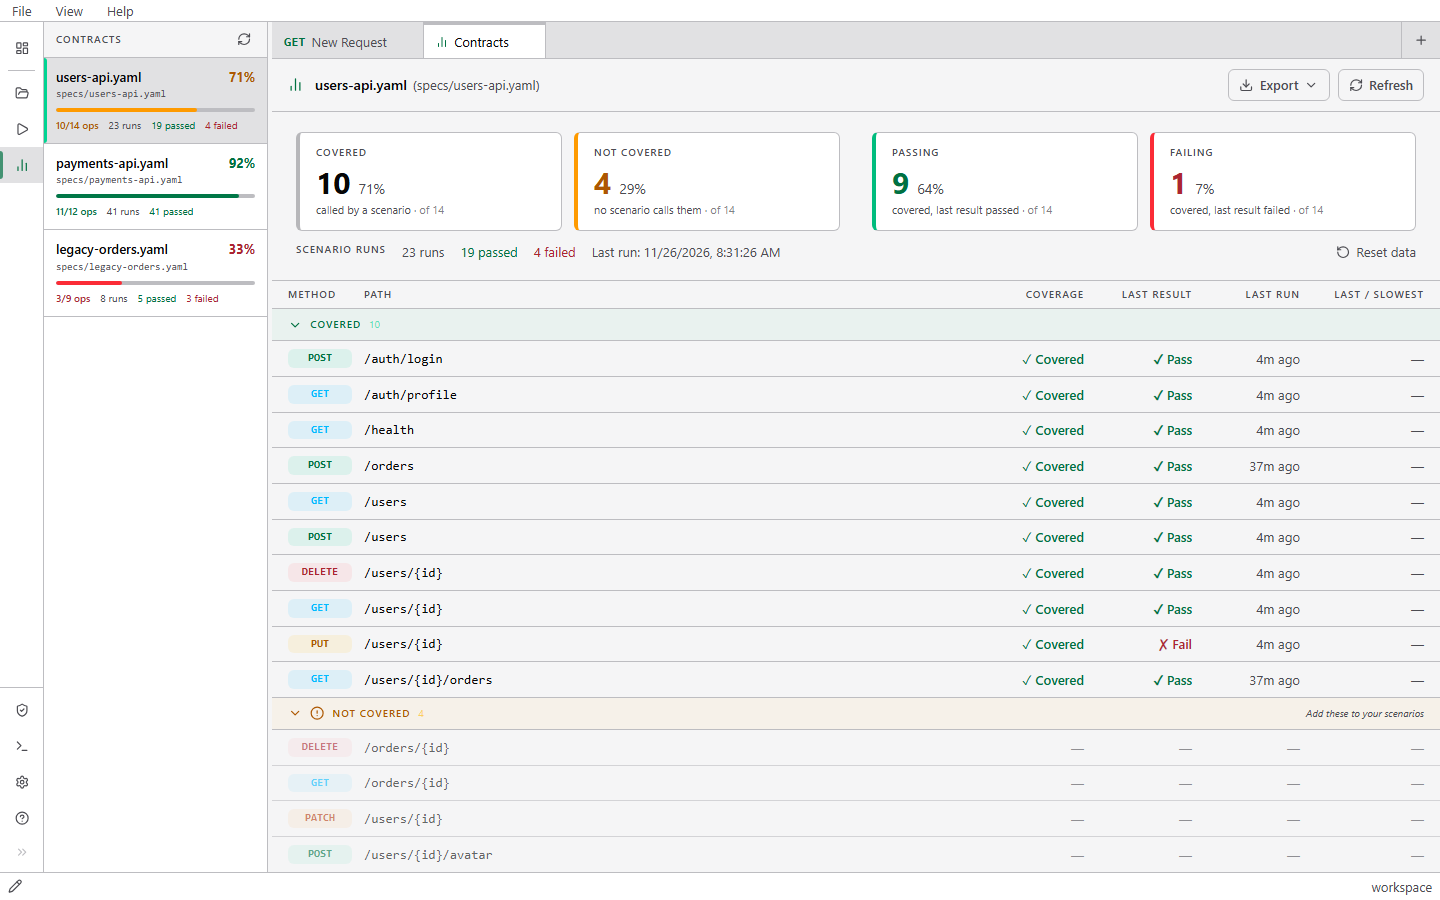 File View Help
CONTRACTS
users-api.yaml 71%
specs/users-api.yaml
10/14 ops 23 runs 19 passed 4 failed
payments-api.yaml 92%
specs/payments-api.yaml
11/12 ops 41 runs 41 passed
legacy-orders.yaml 33%
specs/legacy-orders.yaml
3/9 ops 8 runs 5 passed 3 failed
GET New Request
Contracts
users-api.yaml (specs/users-api.yaml)
Export
Refresh
COVERED
10 71%
called by a scenario · of 14
NOT COVERED
4 29%
no scenario calls them · of 14
PASSING
9 64%
covered, last result passed · of 14
FAILING
1 7%
covered, last result failed · of 14
SCENARIO RUNS 23 runs 19 passed 4 failed Last run: 11/26/2026, 8:31:26 AM
Reset data
METHOD PATH COVERAGE LAST RESULT LAST RUN LAST / SLOWEST
COVERED 10
POST /auth/login ✓ Covered ✓ Pass 4m ago —
GET /auth/profile ✓ Covered ✓ Pass 4m ago —
GET /health ✓ Covered ✓ Pass 4m ago —
POST /orders ✓ Covered ✓ Pass 37m ago —
GET /users ✓ Covered ✓ Pass 4m ago —
POST /users ✓ Covered ✓ Pass 4m ago —
DELETE /users/{id} ✓ Covered ✓ Pass 4m ago —
GET /users/{id} ✓ Covered ✓ Pass 4m ago —
PUT /users/{id} ✓ Covered ✗ Fail 4m ago —
GET /users/{id}/orders ✓ Covered ✓ Pass 37m ago —
NOT COVERED 4 Add these to your scenarios
DELETE /orders/{id} — — — —
GET /orders/{id} — — — —
PATCH /users/{id} — — — —
POST /users/{id}/avatar — — — —
workspace